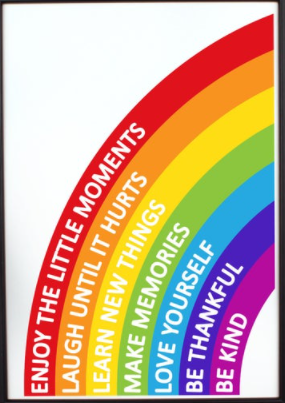 ENJOY THE LITTLE MOMENTS
LAUGH UNTIL IT HURTS
LEARN NEW THINGS
MAKE MEMORIES
LOVE YOURSELF
BE THANKFUL
BE KIND